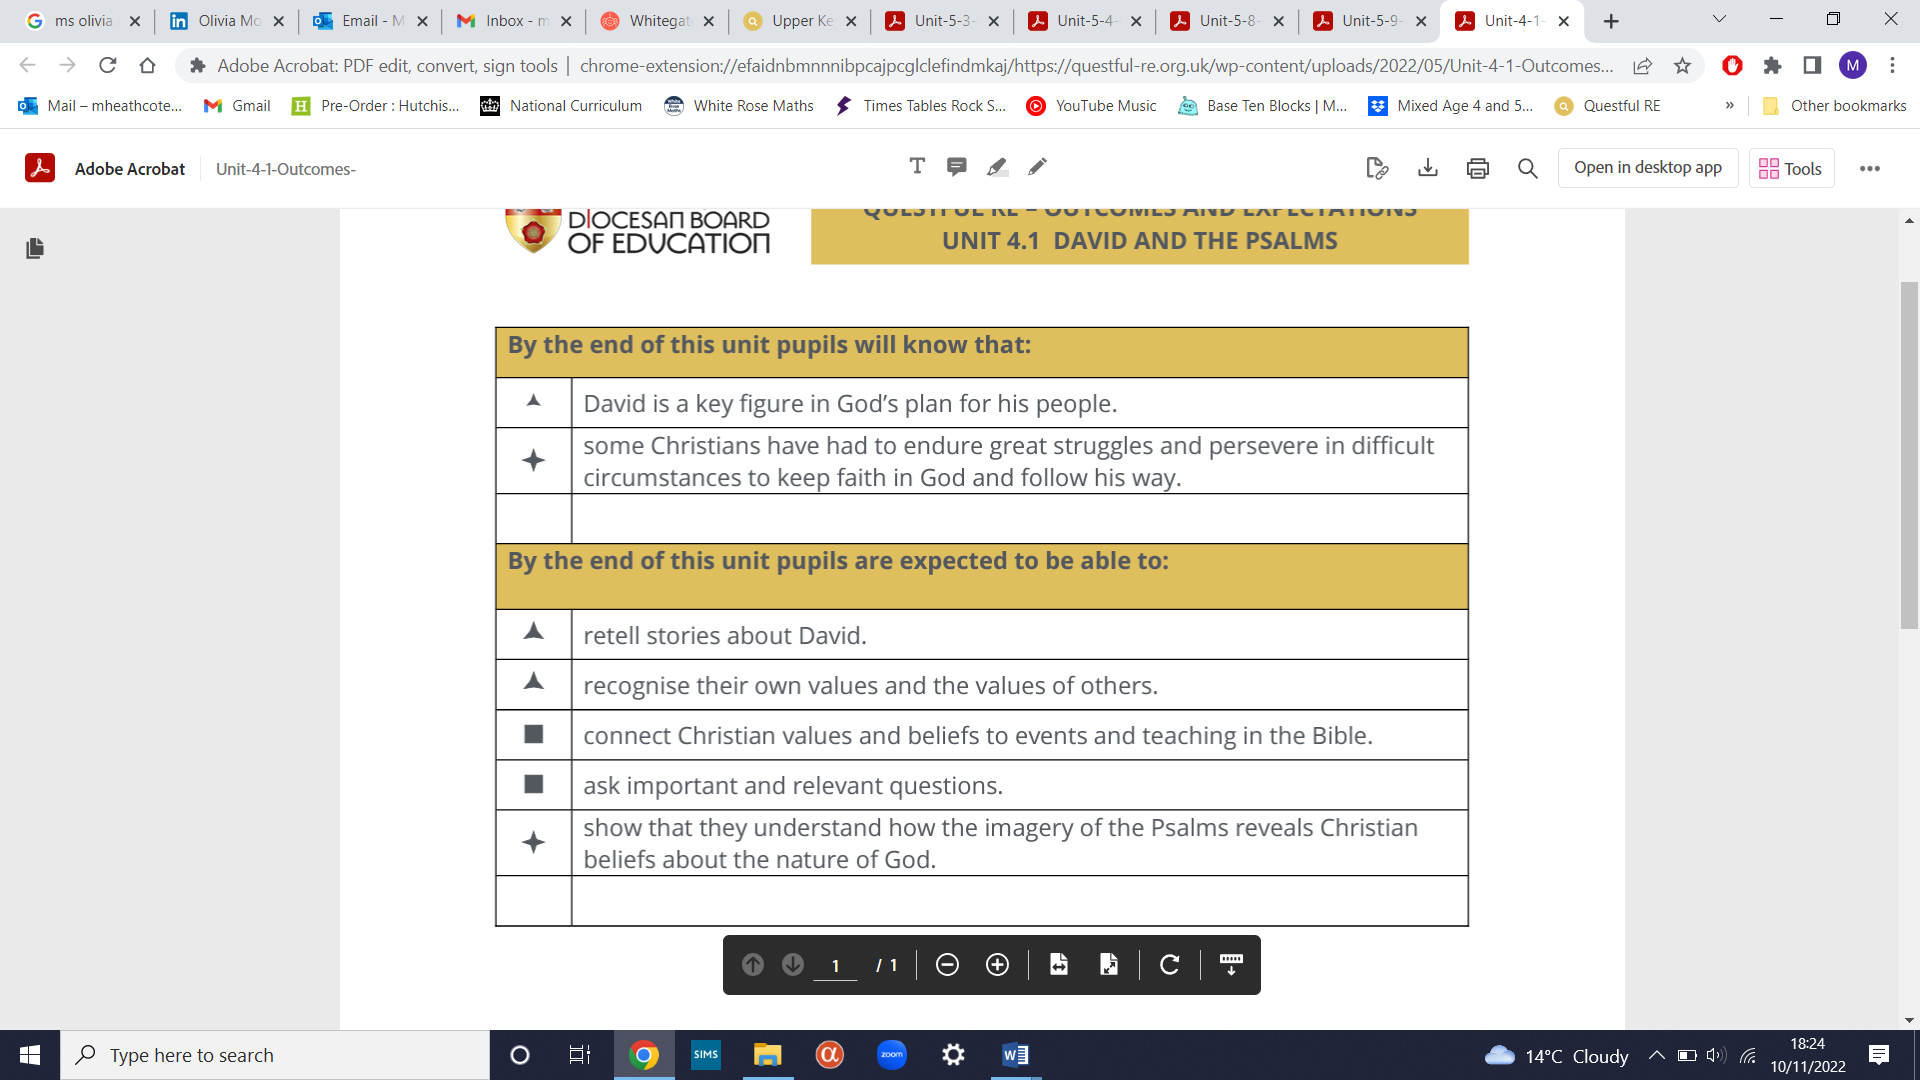 ms olivia
Olivia Mo
Email - M
Inbox - m
Whitegat
Upper Ke
Unit-5-3-
Unit-5-4-
Unit-5-8-
Unit-5-9-
Unit-4-1-
Adobe Acrobat: PDF edit, convert, sign tools | chrome-extension://efaidnbmnnnibpcajpcglclefindmkaj/https://questful-re.org.uk/wp-content/uploads/2022/05/Unit-4-1-Outcomes...
M
Mail – mheathcote...
Gmail
Pre-Order : Hutchis...
National Curriculum
White Rose Maths
Times Tables Rock S...
YouTube Music
Base Ten Blocks | M...
Mixed Age 4 and 5...
Questful RE
»
Other bookmarks
Adobe Acrobat
Unit-4-1-Outcomes-
Open in desktop app
Tools
DIOCESAN BOARD
OF EDUCATION
QUESTFUL RE – OUTCOMES AND EXPECTATIONS
UNIT 4.1 DAVID AND THE PSALMS
By the end of this unit pupils will know that:
David is a key figure in God’s plan for his people.
some Christians have had to endure great struggles and persevere in difficult
circumstances to keep faith in God and follow his way.
By the end of this unit pupils are expected to be able to:
retell stories about David.
recognise their own values and the values of others.
connect Christian values and beliefs to events and teaching in the Bible.
ask important and relevant questions.
show that they understand how the imagery of the Psalms reveals Christian
beliefs about the nature of God.
1 / 1
Type here to search
SIMS
zoom
14°C Cloudy
18:24
10/11/2022